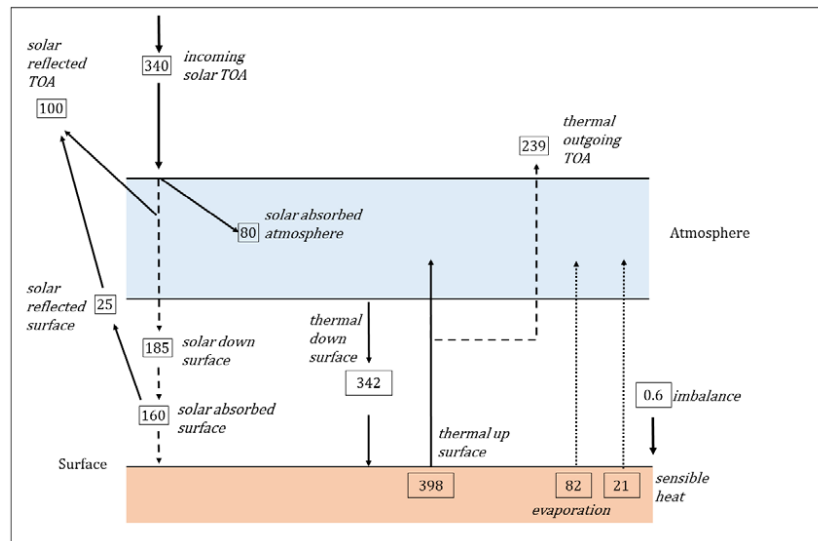 solar
reflected
TOA
100
340
incoming
solar TOA
thermal
outgoing
TOA
239
80
solar absorbed
atmosphere
Atmosphere
solar
reflected
surface
25
185
solar down
surface
thermal
down
surface
342
160
solar absorbed
surface
0.6
imbalance
thermal up
surface
Surface
398
82
21
sensible
heat
evaporation